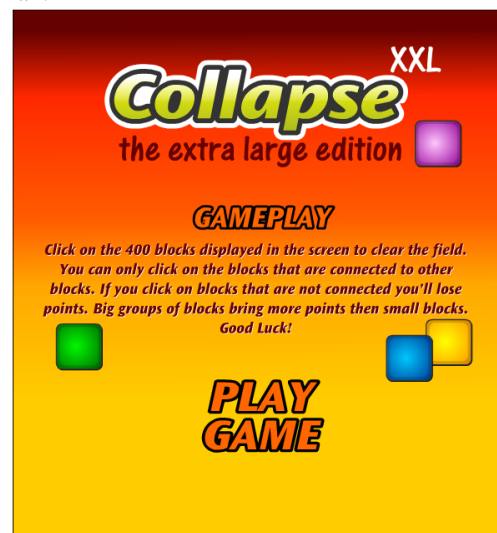 XXL
Collapse
the extra large edition
GAMEPLAY
Click on the 400 blocks displayed in the screen to clear the field.
You can only click on the blocks that are connected to other
blocks. If you click on blocks that are not connected you'll lose
points. Big groups of blocks bring more points then small blocks.
Good Luck!
PLAY
GAME